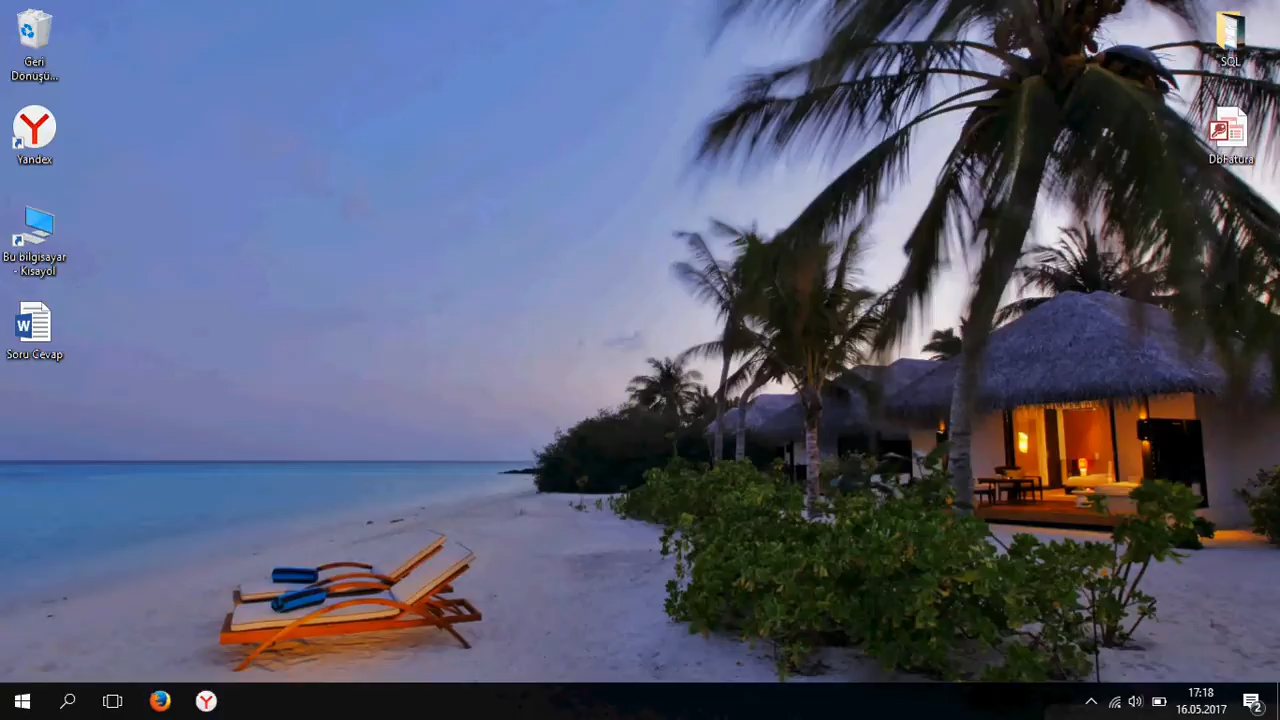 Geri
Dönüşü...
Yandex
Bu bilgisayar
- Kısayol
Soru Cevap
SQL
DBFatura
17:18
16.05.2017
2